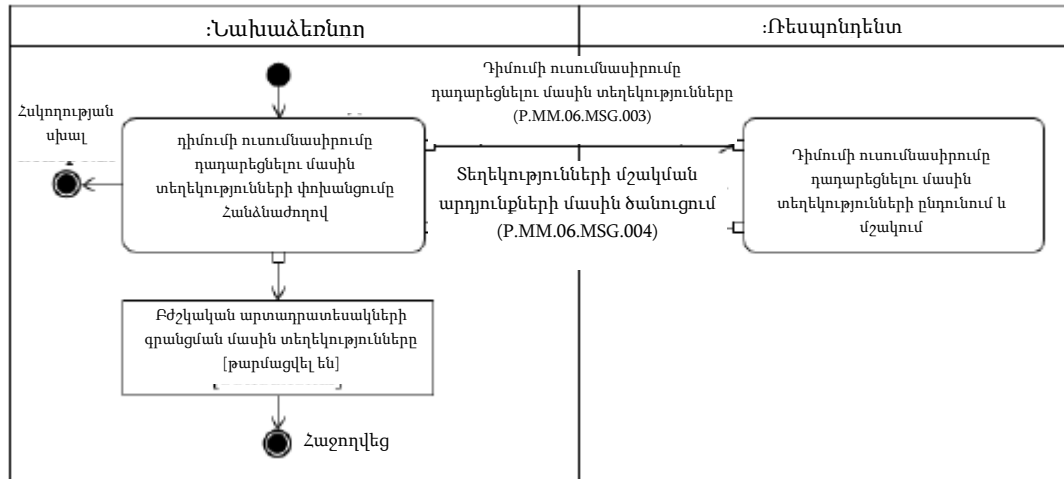 :Նախաձեռնող
:Ռեսպոնդենտ
Դիմումի ուսումնասիրումը
դադարեցնելու մասին տեղեկությունները
(P.MM.06.MSG.003)
Հսկողության
սխալ
դիմումի ուսումնասիրումը
դադարեցնելու մասին
տեղեկությունների փոխանցումը
Հանձնաժողով
Տեղեկությունների մշակման
արդյունքների մասին ծանուցում
(P.MM.06.MSG.004)
Դիմումի ուսումնասիրումը
դադարեցնելու մասին
տեղեկությունների ընդունում և
մշակում
Բժշկական արտադրատեսակների
գրանցման մասին տեղեկությունները
[թարմացվել են]
Հաջողվեց